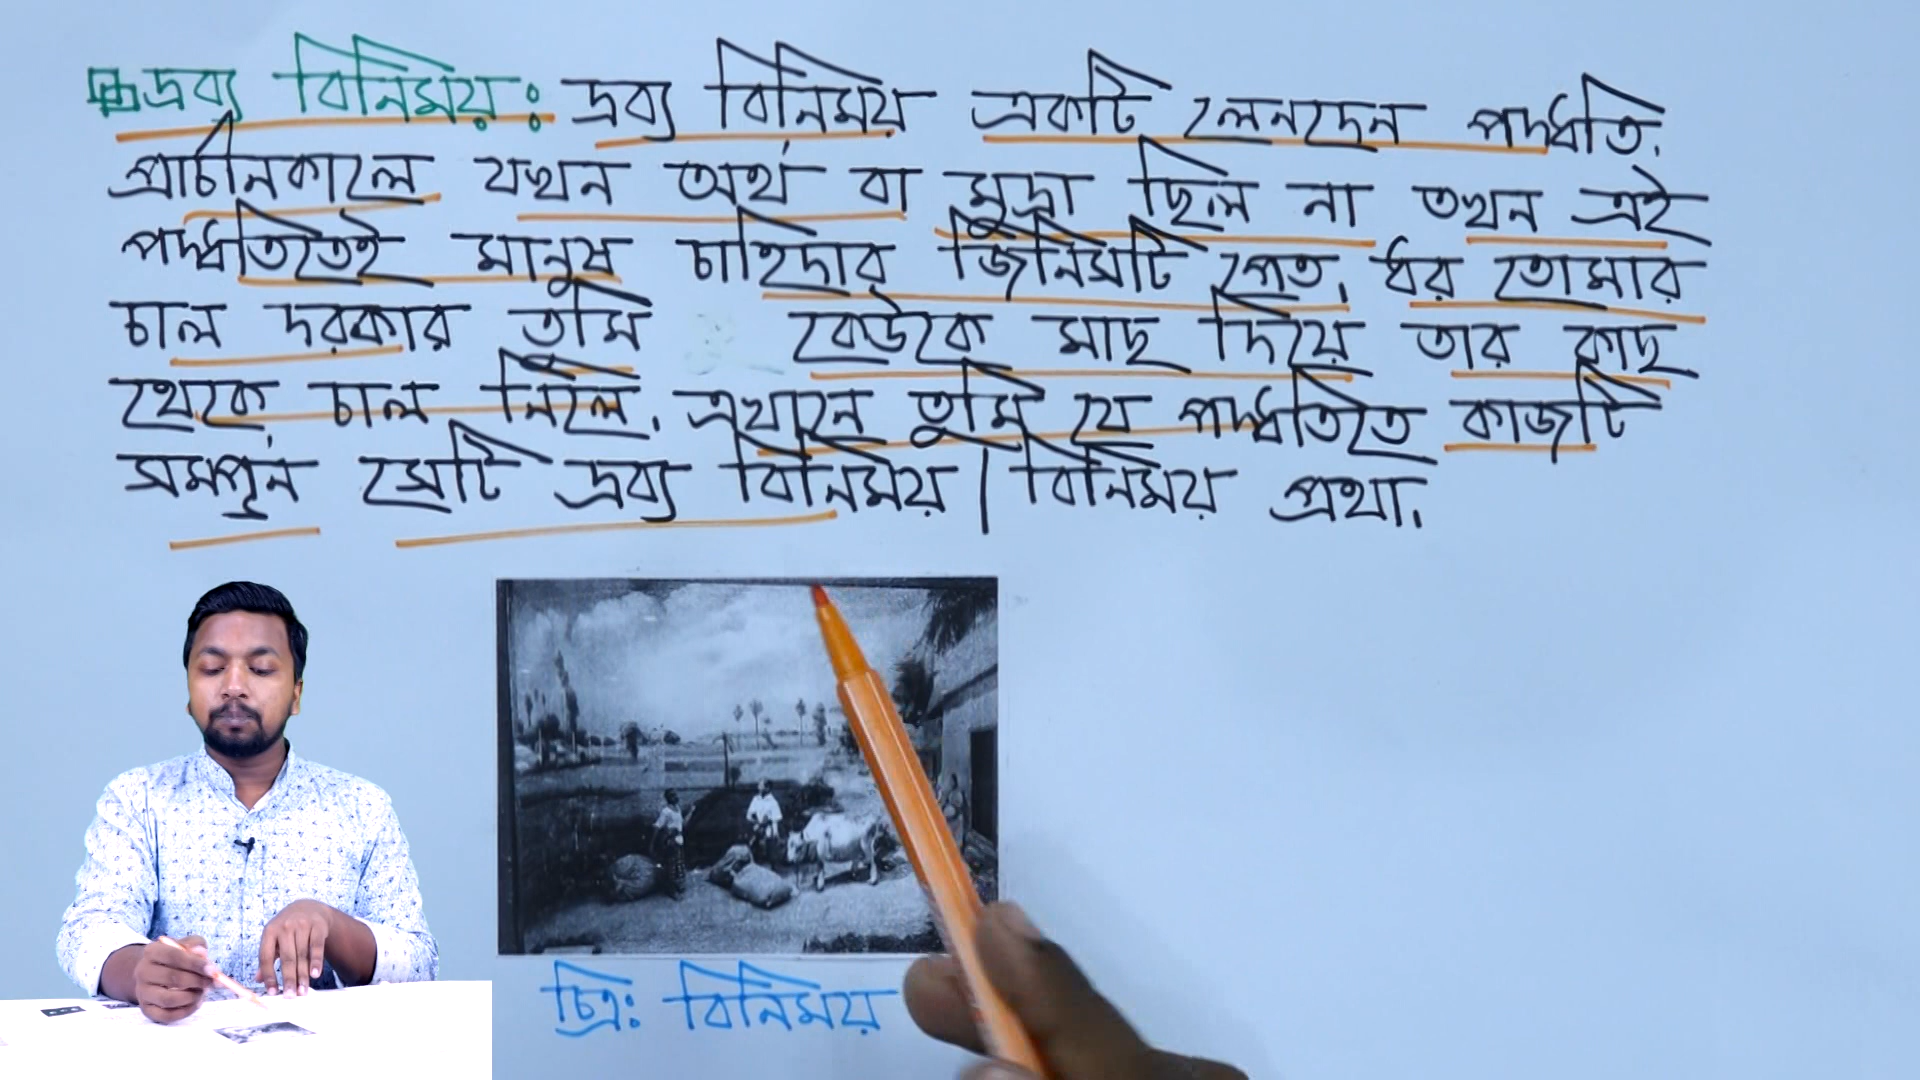 দ্রব্য বিনিময়ঃ দ্রব্য বিনিময় একটি লেনদেন পদ্ধতি.
প্রাচীনকালে যখন অর্থ বা মুদ্রা ছিল না তখন এই
পদ্ধতিতেই মানুষ চাহিদার জিনিসটি পেত. ধর তোমার
চাল দরকার তুমি কেউকে মাছ দিয়ে তার কাছ
থেকে চাল নিলে. এখানে তুমি যে পদ্ধতিতে কাজটি
সমপূন সেটি দ্রব্য বিনিময় | বিনিময় প্রথা.
চিত্রঃ বিনিময়